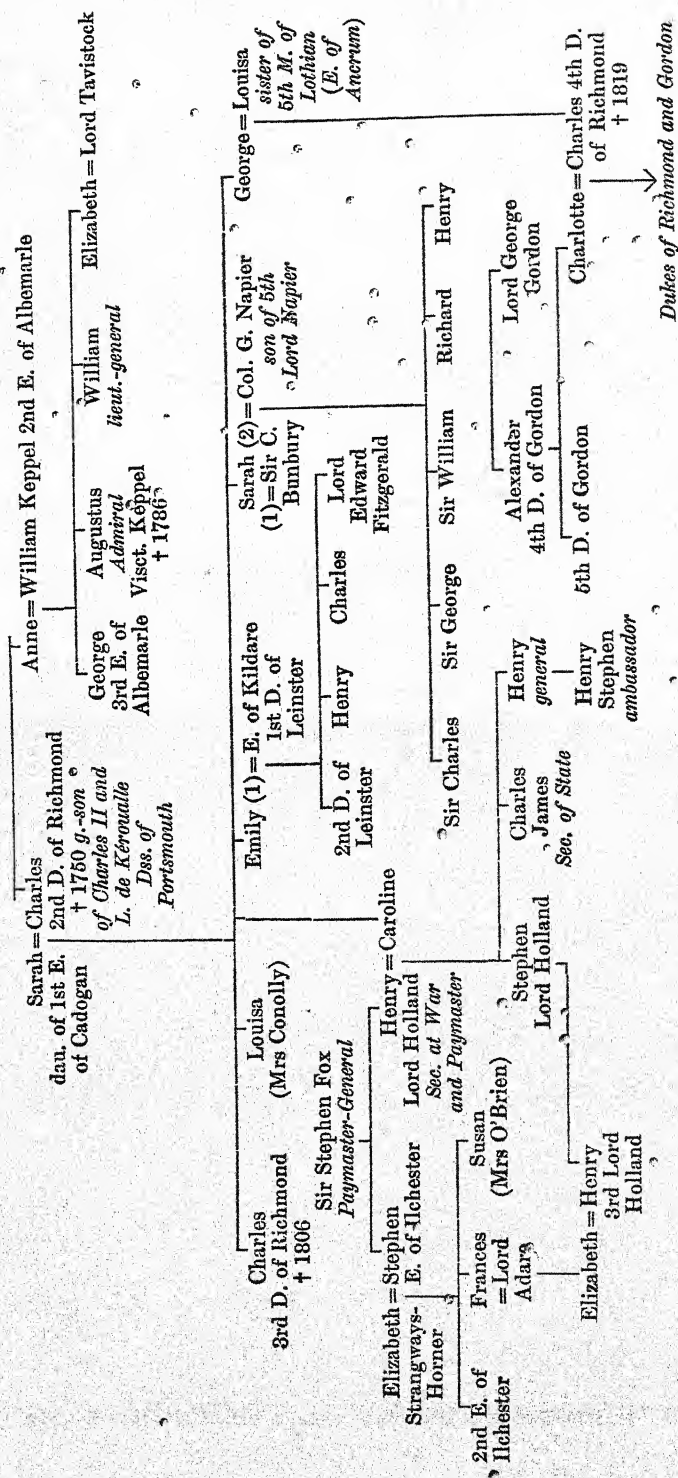 Anne = William Keppel 2nd E. of Albemarle
Sarah = Charles
dau. of 1st E. 2nd D. of Richmond
of Cadogan † 1750 g.-son
of Charles II and
L. de Kéroualle
Dss. of
Portsmouth
George
3rd E. of
Albemarle
Augustus
Admiral
Visct. Keppel
† 1786
William
lieut.-general
Elizabeth = Lord Tavistock
Charles
3rd D. of Richmond
† 1806
Louisa
(Mrs Conolly)
Emily (1) = E. of Kildare
1st D. of
Leinster
Sarah (2) = Col. G. Napier
(1) = Sir C. son of 5th
Bunbury Lord Napier
George = Louisa
sister of
5th M. of
Lothian
(E. of
Ancrum)
2nd D. of
Leinster
Henry
Charles
Lord
Edward
Fitzgerald
Sir Stephen Fox
Paymaster-General
Sir Charles
Sir George
Sir William
Richard
Henry
Elizabeth = Stephen
Strangways- E. of Ilchester
Horner
Henry = Caroline
Lord Holland
Sec. at War
and Paymaster
2nd E. of
Ilchester
Frances
= Lord
Adare
Susan
(Mrs O'Brien)
Stephen
Lord Holland
Charles
James
Sec. of State
Henry
general
Henry
Stephen
ambassador
Alexander
4th D. of Gordon
Lord George
Gordon
Elizabeth = Henry
3rd Lord
Holland
5th D. of Gordon
Charlotte = Charles 4th D.
of Richmond
† 1819
Dukes of Richmond and Gordon